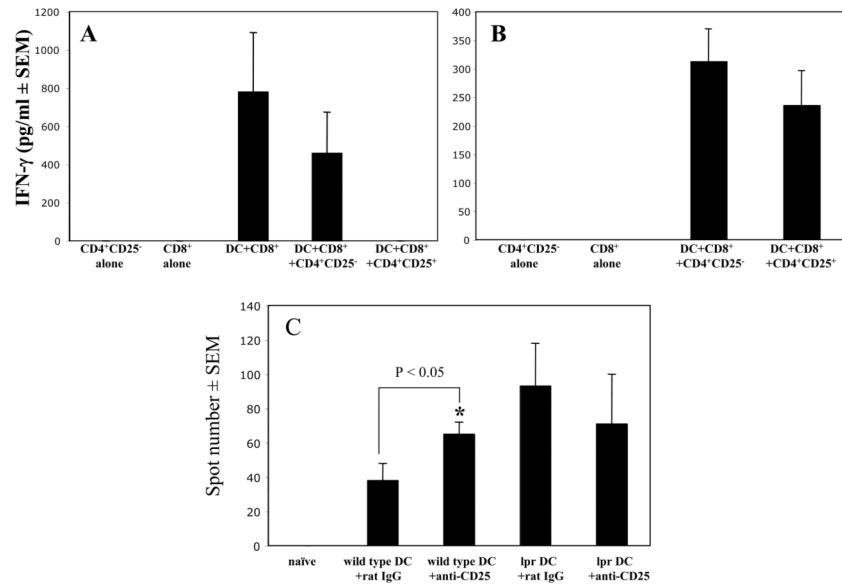 A
IFN-γ (pg/ml ± SEM)
1200
1000
800
600
400
200
0
CD4⁺CD25⁻
alone
CD8⁺
alone
DC+CD8⁺
DC+CD8⁺
+CD4⁺CD25⁻
DC+CD8⁺
+CD4⁺CD25⁺
B
400
350
300
250
200
150
100
50
0
CD4⁺CD25⁻
alone
CD8⁺
alone
DC+CD8⁺
+CD4⁺CD25⁻
DC+CD8⁺
+CD4⁺CD25⁺
C
Spot number ± SEM
140
120
100
80
60
40
20
0
P < 0.05
*
naïve
wild type DC
+rat IgG
wild type DC
+anti-CD25
lpr DC
+rat IgG
lpr DC
+anti-CD25